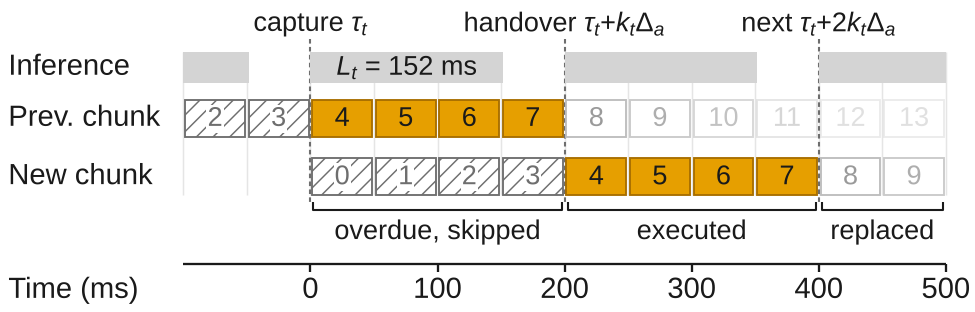 capture τt handover τt+ktΔa next τt+2ktΔa
Inference Lt = 152 ms
Prev. chunk 2 3 4 5 6 7 8 9 10 11 12 13
New chunk 0 1 2 3 4 5 6 7 8 9
overdue, skipped executed replaced
Time (ms) 0 100 200 300 400 500